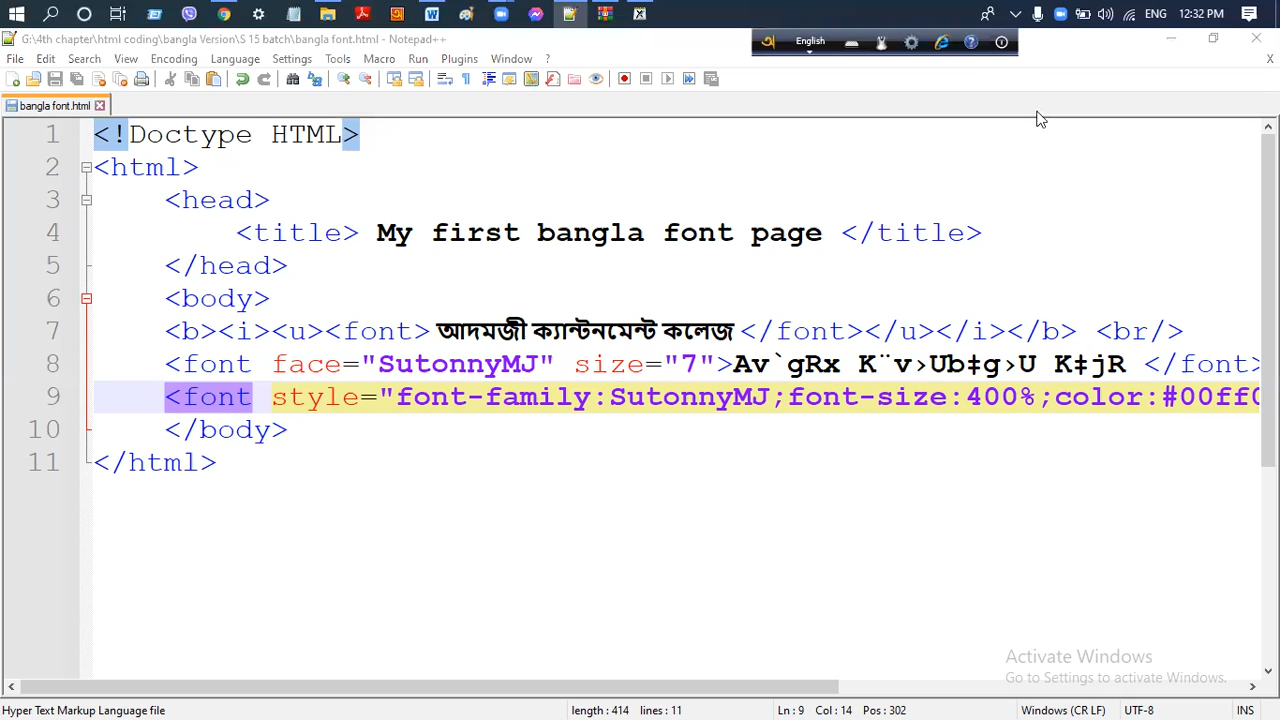 ENG 12:32 PM
G:\4th chapter\html coding\bangla Version\S 15 batch\bangla font.html - Notepad++
English
File Edit Search View Encoding Language Settings Tools Macro Run Plugins Window ? X
bangla font.html
1 <!Doctype HTML>
2 <html>
3 <head>
4 <title> My first bangla font page </title>
5 </head>
6 <body>
7 <b><i><u><font> আদমজী ক্যান্টনমেন্ট কলেজ </font></u></i></b> <br/>
8 <font face="SutonnyMJ" size="7">Av`gRx K¨v›Ub‡g›U K‡jR </font>
9 <font style="font-family:SutonnyMJ;font-size:400%;color:#00ff0
10 </body>
11 </html>
Activate Windows
Go to Settings to activate Windows.
Hyper Text Markup Language file length : 414 lines : 11 Ln : 9 Col : 14 Pos : 302 Windows (CR LF) UTF-8 INS